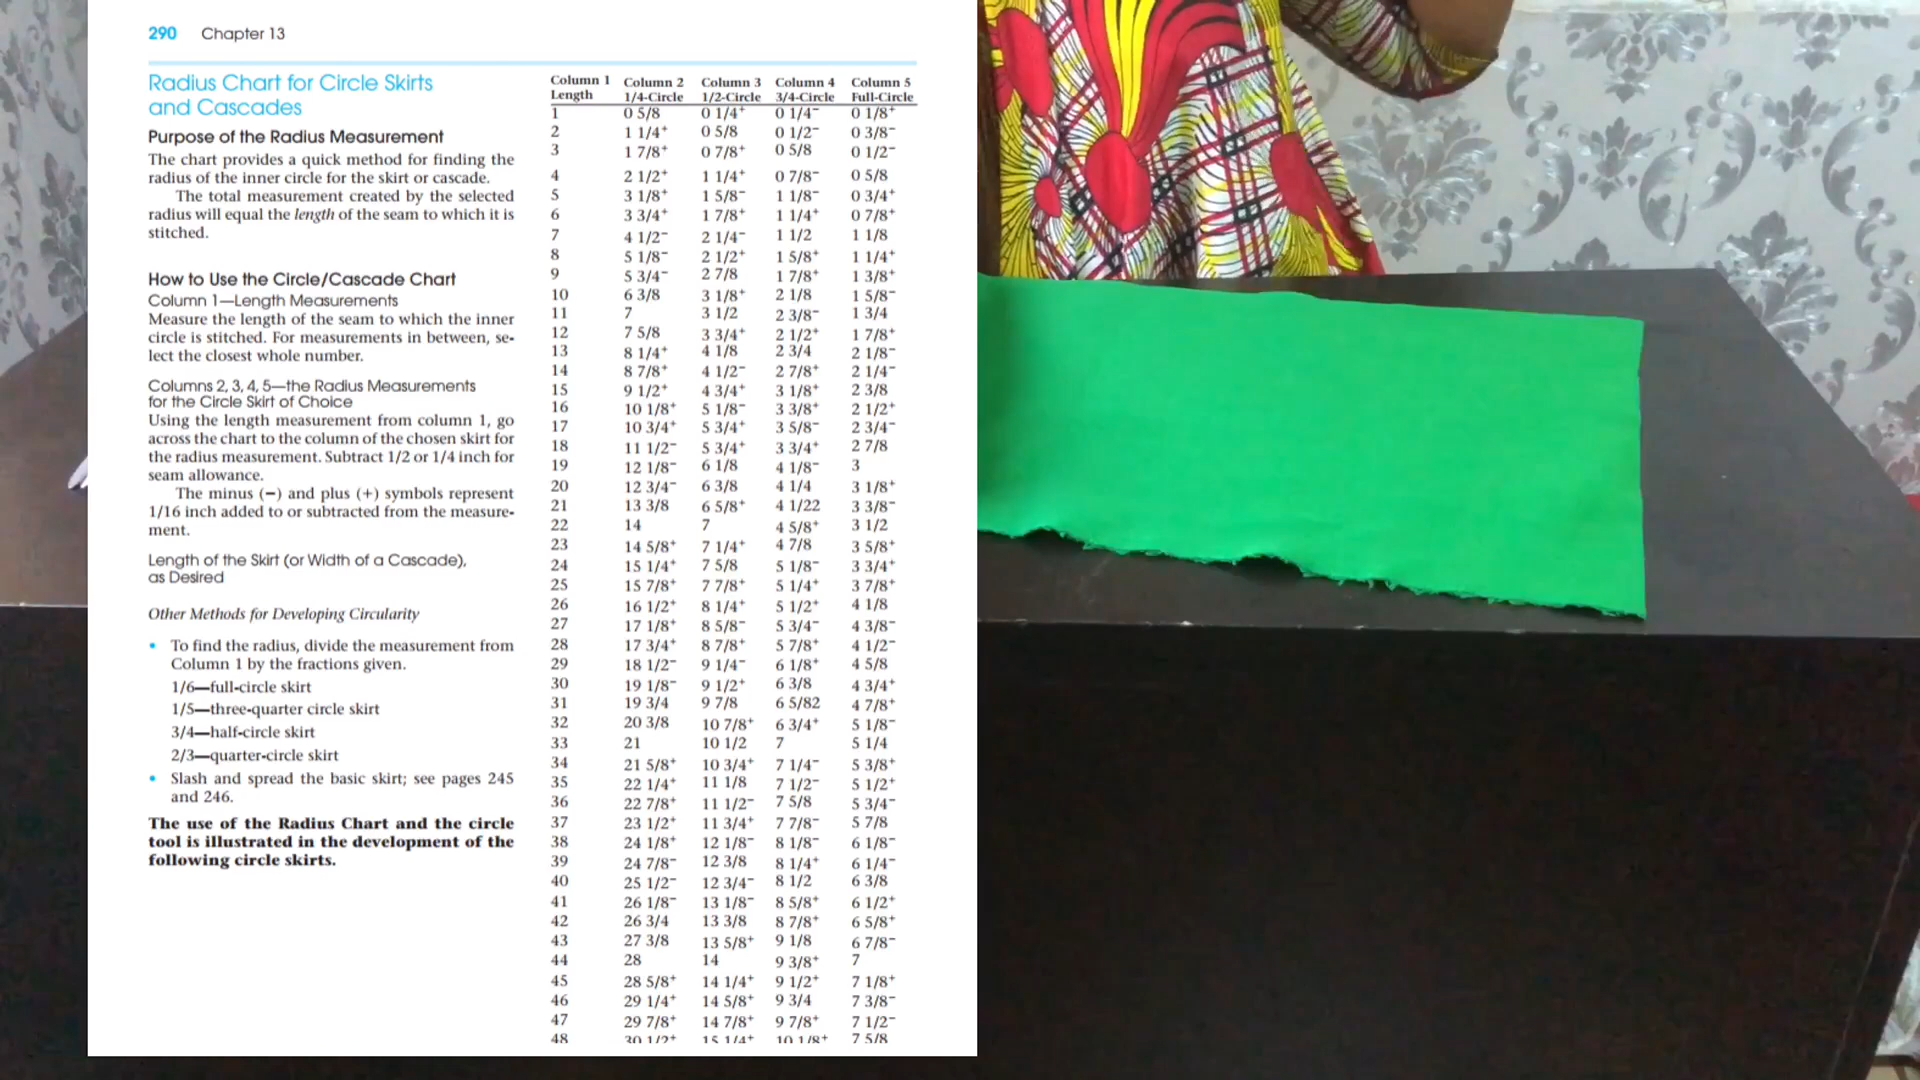 290 Chapter 13
Radius Chart for Circle Skirts
and Cascades
Purpose of the Radius Measurement
The chart provides a quick method for finding the
radius of the inner circle for the skirt or cascade.
The total measurement created by the selected
radius will equal the length of the seam to which it is
stitched.
How to Use the Circle/Cascade Chart
Column 1—Length Measurements
Measure the length of the seam to which the inner
circle is stitched. For measurements in between, se-
lect the closest whole number.
Columns 2, 3, 4, 5—the Radius Measurements
for the Circle Skirt of Choice
Using the length measurement from column 1, go
across the chart to the column of the chosen skirt for
the radius measurement. Subtract 1/2 or 1/4 inch for
seam allowance.
The minus (−) and plus (+) symbols represent
1/16 inch added to or subtracted from the measure-
ment.
Length of the Skirt (or Width of a Cascade),
as Desired
Other Methods for Developing Circularity
• To find the radius, divide the measurement from
Column 1 by the fractions given.
1/6—full-circle skirt
1/5—three-quarter circle skirt
3/4—half-circle skirt
2/3—quarter-circle skirt
• Slash and spread the basic skirt; see pages 245
and 246.
The use of the Radius Chart and the circle
tool is illustrated in the development of the
following circle skirts.
Column 1 Column 2 Column 3 Column 4 Column 5
Length 1/4-Circle 1/2-Circle 3/4-Circle Full-Circle
1 0 5/8 0 1/4⁺ 0 1/4⁻ 0 1/8⁺
2 1 1/4⁺ 0 5/8 0 1/2⁻ 0 3/8⁻
3 1 7/8⁺ 0 7/8⁺ 0 5/8 0 1/2⁻
4 2 1/2⁺ 1 1/4⁺ 0 7/8⁻ 0 5/8
5 3 1/8⁺ 1 5/8⁻ 1 1/8⁻ 0 3/4⁺
6 3 3/4⁺ 1 7/8⁺ 1 1/4⁺ 0 7/8⁺
7 4 1/2⁻ 2 1/4⁻ 1 1/2 1 1/8
8 5 1/8⁻ 2 1/2⁺ 1 5/8⁺ 1 1/4⁺
9 5 3/4⁻ 2 7/8 1 7/8⁺ 1 3/8⁺
10 6 3/8 3 1/8⁺ 2 1/8 1 5/8⁻
11 7 3 1/2 2 3/8⁻ 1 3/4
12 7 5/8 3 3/4⁺ 2 1/2⁺ 1 7/8⁺
13 8 1/4⁺ 4 1/8 2 3/4 2 1/8⁻
14 8 7/8⁺ 4 1/2⁻ 2 7/8⁺ 2 1/4⁻
15 9 1/2⁺ 4 3/4⁺ 3 1/8⁺ 2 3/8
16 10 1/8⁺ 5 1/8⁻ 3 3/8⁺ 2 1/2⁺
17 10 3/4⁺ 5 3/4⁺ 3 5/8⁻ 2 3/4⁻
18 11 1/2⁻ 5 3/4⁺ 3 3/4⁺ 2 7/8
19 12 1/8⁻ 6 1/8 4 1/8⁻ 3
20 12 3/4⁻ 6 3/8 4 1/4 3 1/8⁺
21 13 3/8 6 5/8⁺ 4 1/22 3 3/8⁻
22 14 7 4 5/8⁺ 3 1/2
23 14 5/8⁺ 7 1/4⁺ 4 7/8 3 5/8⁺
24 15 1/4⁺ 7 5/8 5 1/8⁻ 3 3/4⁺
25 15 7/8⁺ 7 7/8⁺ 5 1/4⁺ 3 7/8⁺
26 16 1/2⁺ 8 1/4⁺ 5 1/2⁺ 4 1/8
27 17 1/8⁺ 8 5/8⁻ 5 3/4⁻ 4 3/8⁻
28 17 3/4⁺ 8 7/8⁺ 5 7/8⁺ 4 1/2⁻
29 18 1/2⁻ 9 1/4⁻ 6 1/8⁺ 4 5/8
30 19 1/8⁻ 9 1/2⁺ 6 3/8 4 3/4⁺
31 19 3/4 9 7/8 6 5/82 4 7/8⁺
32 20 3/8 10 7/8⁺ 6 3/4⁺ 5 1/8⁻
33 21 10 1/2 7 5 1/4
34 21 5/8⁺ 10 3/4⁺ 7 1/4⁻ 5 3/8⁺
35 22 1/4⁺ 11 1/8 7 1/2⁻ 5 1/2⁺
36 22 7/8⁺ 11 1/2⁻ 7 5/8 5 3/4⁻
37 23 1/2⁺ 11 3/4⁺ 7 7/8⁻ 5 7/8
38 24 1/8⁺ 12 1/8⁻ 8 1/8⁻ 6 1/8⁻
39 24 7/8⁻ 12 3/8 8 1/4⁺ 6 1/4⁻
40 25 1/2⁻ 12 3/4⁻ 8 1/2 6 3/8
41 26 1/8⁻ 13 1/8⁻ 8 5/8⁺ 6 1/2⁺
42 26 3/4 13 3/8 8 7/8⁺ 6 5/8⁺
43 27 3/8 13 5/8⁺ 9 1/8 6 7/8⁻
44 28 14 9 3/8⁺ 7
45 28 5/8⁺ 14 1/4⁺ 9 1/2⁺ 7 1/8⁺
46 29 1/4⁺ 14 5/8⁺ 9 3/4 7 3/8⁻
47 29 7/8⁺ 14 7/8⁺ 9 7/8⁺ 7 1/2⁻
48 30 1/2⁺ 15 1/4⁺ 10 1/8⁺ 7 5/8